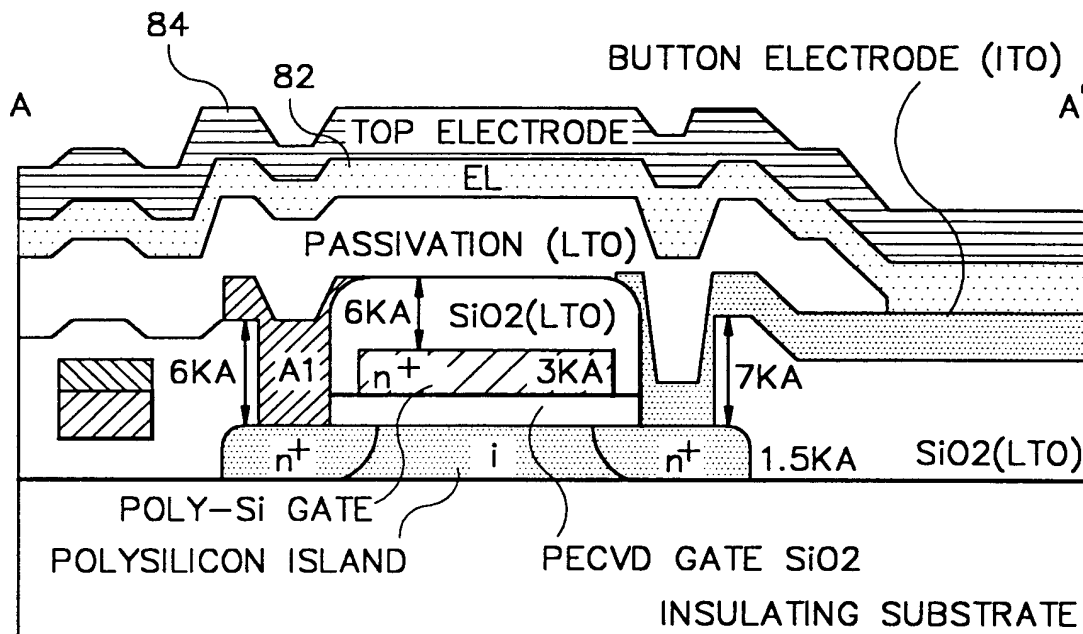 84
BUTTON ELECTRODE (ITO)
82
A
A'
TOP ELECTRODE
EL
PASSIVATION (LTO)
6KA
SiO2(LTO)
6KA
A1
n+
3KA
7KA
n+
i
n+
1.5KA
SiO2(LTO)
POLY-Si GATE
POLYSILICON ISLAND
PECVD GATE SiO2
INSULATING SUBSTRATE